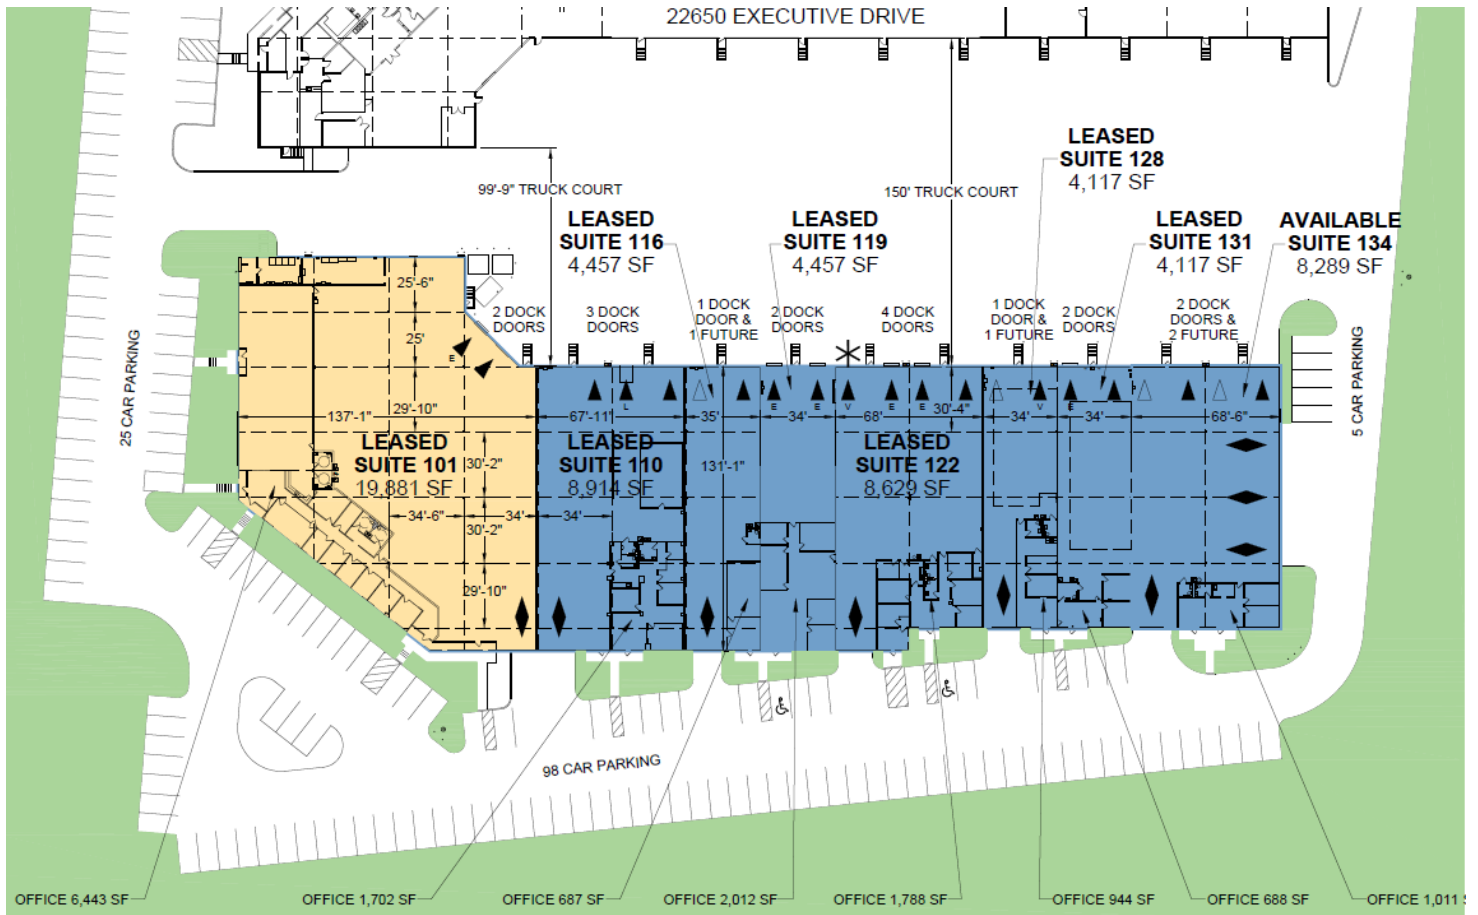 22650 EXECUTIVE DRIVE
LEASED
SUITE 128
4,117 SF
99'-9" TRUCK COURT
150' TRUCK COURT
LEASED
SUITE 116
4,457 SF
LEASED
SUITE 119
4,457 SF
LEASED
SUITE 131
4,117 SF
AVAILABLE
SUITE 134
8,289 SF
2 DOCK
DOORS
3 DOCK
DOORS
1 DOCK
DOOR &
1 FUTURE
2 DOCK
DOORS
4 DOCK
DOORS
1 DOCK
DOOR &
1 FUTURE
2 DOCK
DOORS
2 DOCK
DOORS &
2 FUTURE
25'-6"
25'
29'-10"
E
L
E
E
V
E
E
V
E
137'-1"
67'-11"
35'
34'
68'
30'-4"
34'
34'
68'-6"
LEASED
SUITE 101
19,881 SF
LEASED
SUITE 110
8,914 SF
LEASED
SUITE 122
8,629 SF
30'-2"
131'-1"
34'-6"
34'
34'
30'-2"
29'-10"
25 CAR PARKING
5 CAR PARKING
98 CAR PARKING
OFFICE 6,443 SF
OFFICE 1,702 SF
OFFICE 687 SF
OFFICE 2,012 SF
OFFICE 1,788 SF
OFFICE 944 SF
OFFICE 688 SF
OFFICE 1,011